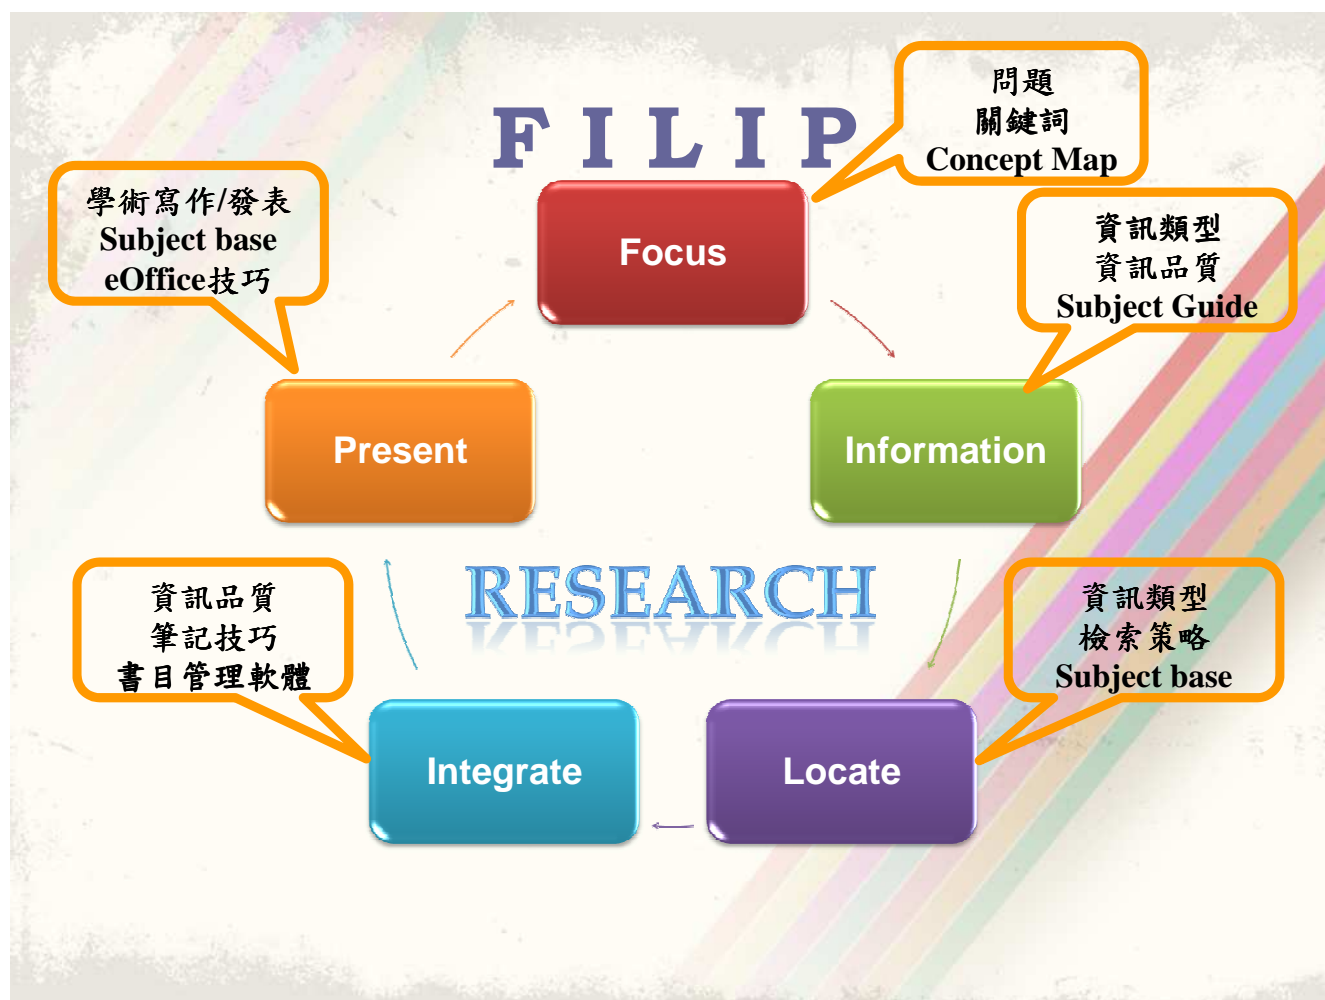 F I L I P
問題
關鍵詞
Concept Map
Focus
資訊類型
資訊品質
Subject Guide
Information
資訊類型
檢索策略
Subject base
Locate
資訊品質
筆記技巧
書目管理軟體
Integrate
學術寫作/發表
Subject base
eOffice技巧
Present
RESEARCH